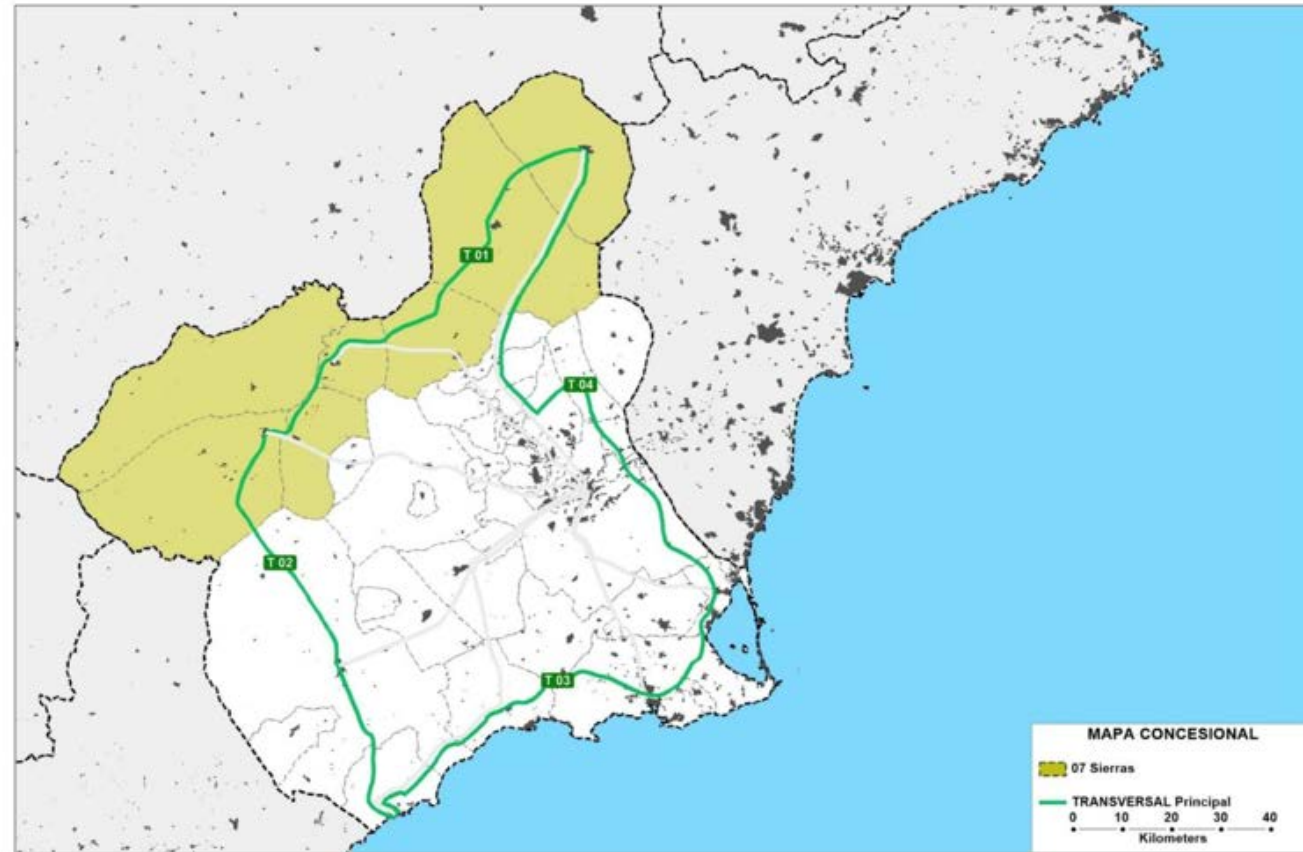 T 01
T 04
T 02
T 03
MAPA CONCESIONAL
07 Sierras
TRANSVERSAL Principal
0 10 20 30 40
Kilometers